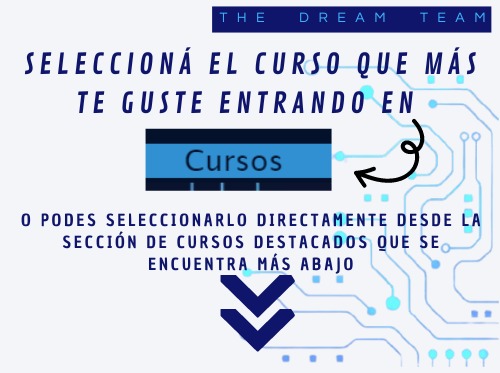 THE DREAM TEAM
SELECCIONÁ EL CURSO QUE MÁS
TE GUSTE ENTRANDO EN
Cursos
O PODES SELECCIONARLO DIRECTAMENTE DESDE LA
SECCIÓN DE CURSOS DESTACADOS QUE SE
ENCUENTRA MÁS ABAJO